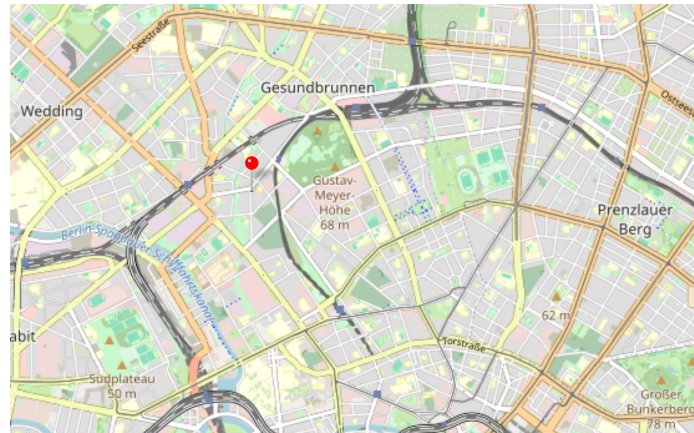 Seestraße
Gesundbrunnen
Wedding
Ostsees
Gustav-
Meyer-
Höhe
68 m
Prenzlauer
Berg
Berlin-Spandauer Schifffahrtskanal
abit
62 m
Torstraße
Südplateau
50 m
Großer
Bunkerberg
78 m